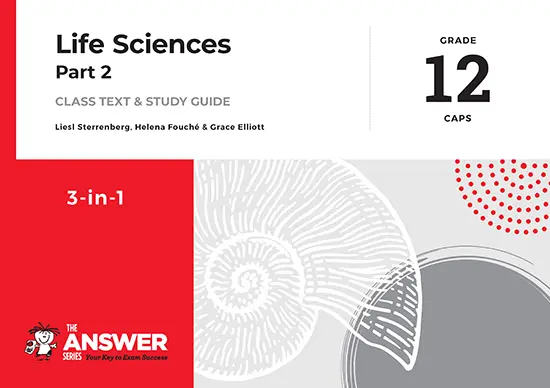 Life Sciences
Part 2
CLASS TEXT & STUDY GUIDE
Liesl Sterrenberg, Helena Fouché & Grace Elliott
GRADE
12
CAPS
3-in-1
THE
ANSWER
SERIES Your Key to Exam Success